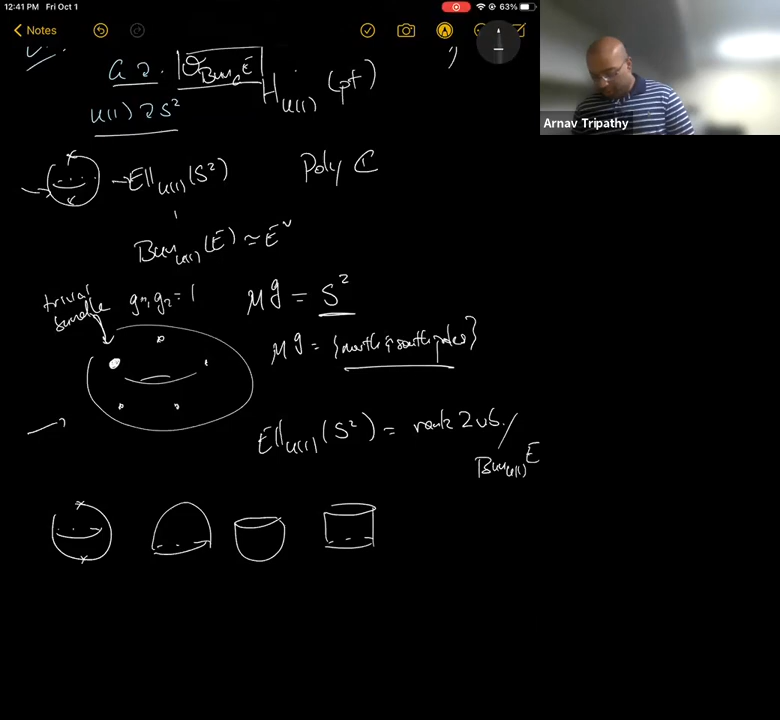 12:41 PM Fri Oct 1
63%
Notes
Arnav Tripathy
G ⟲ . O_{Bun_G E} H_{U(1)} (pt)
U(1) ⟲ S²
→ Ell_{U(1)}(S²) Poly ℂ
Bun_{U(1)}(E) ≃ E^∨
trivial bundle g₁, g₂ = 1 M^g = S²
M^g = {north & south poles}
Ell_{U(1)}(S²) = rank 2 vb. / Bun_{U(1)} E